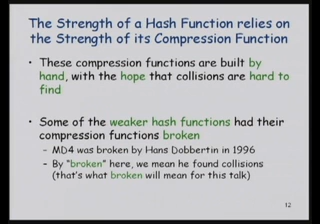 The Strength of a Hash Function relies on
the Strength of its Compression Function
• These compression functions are built by
hand, with the hope that collisions are hard to
find
• Some of the weaker hash functions had their
compression functions broken
– MD4 was broken by Hans Dobbertin in 1996
– By "broken" here, we mean he found collisions
(that's what broken will mean for this talk)
12